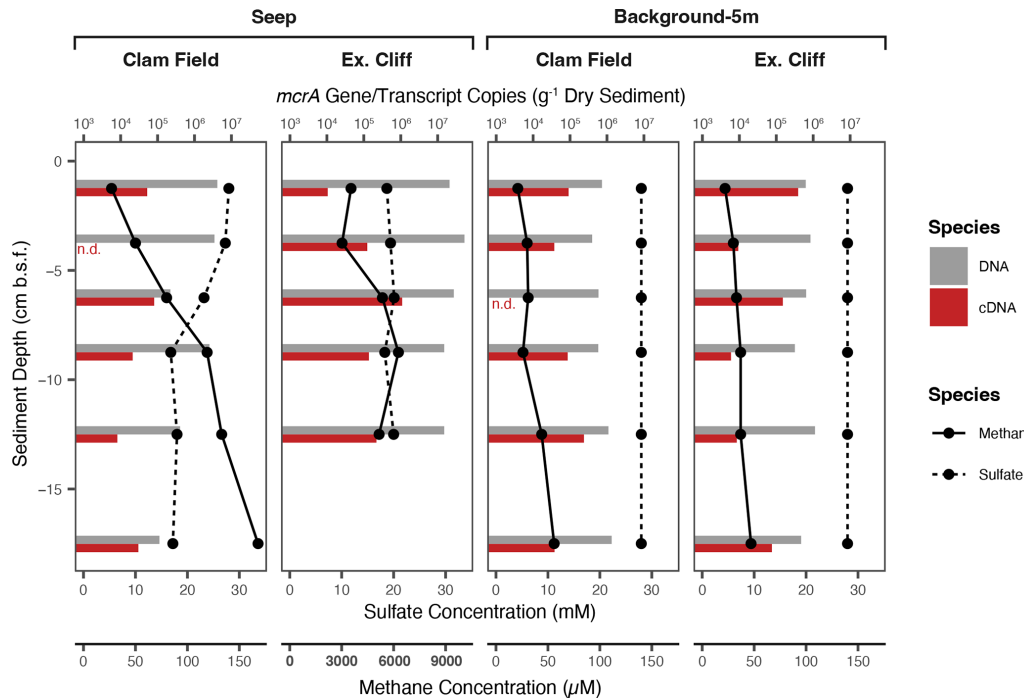 Seep Background-5m
Clam Field Ex. Cliff Clam Field Ex. Cliff
mcrA Gene/Transcript Copies (g⁻¹ Dry Sediment)
10³ 10⁴ 10⁵ 10⁶ 10⁷ 10³ 10⁴ 10⁵ 10⁶ 10⁷ 10³ 10⁴ 10⁵ 10⁶ 10⁷ 10³ 10⁴ 10⁵ 10⁶ 10⁷
0
−5
−10
−15
Sediment Depth (cm b.s.f.)
n.d.
n.d.
0 10 20 30 0 10 20 30 0 10 20 30 0 10 20 30
Sulfate Concentration (mM)
0 50 100 150 0 3000 6000 9000 0 50 100 150 0 50 100 150
Methane Concentration (µM)
Species
DNA
cDNA
Species
Methan
Sulfate